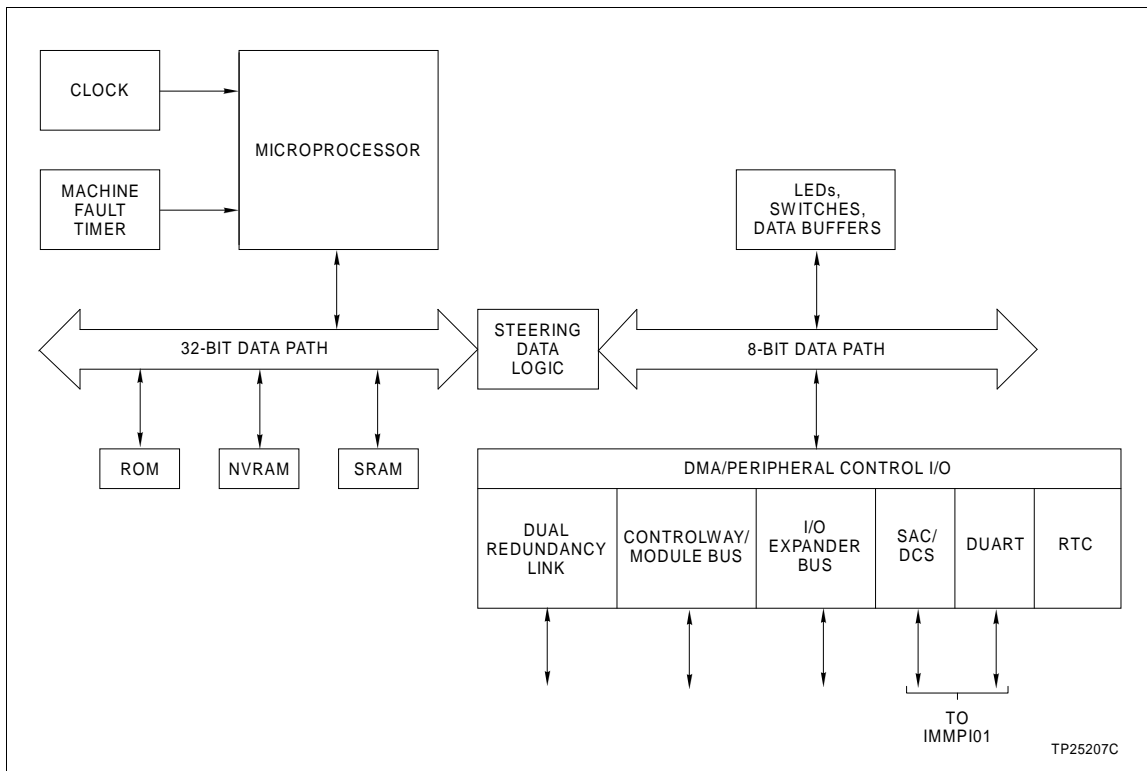 CLOCK
MICROPROCESSOR
MACHINE
FAULT
TIMER
LEDs,
SWITCHES,
DATA BUFFERS
32-BIT DATA PATH
STEERING
DATA
LOGIC
8-BIT DATA PATH
ROM
NVRAM
SRAM
DMA/PERIPHERAL CONTROL I/O
DUAL
REDUNDANCY
LINK
CONTROLWAY/
MODULE BUS
I/O
EXPANDER
BUS
SAC/
DCS
DUART
RTC
TO
IMMPI01
TP25207C